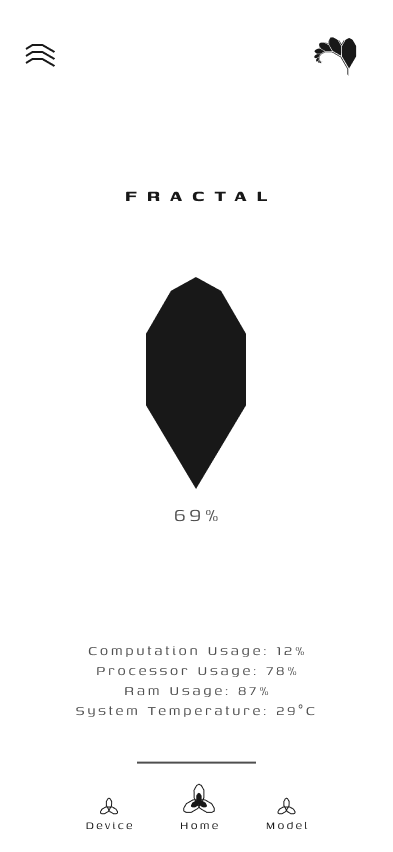 FRACTAL
69%
Computation Usage: 12%
Processor Usage: 78%
Ram Usage: 87%
System Temperature: 29°C
Device Home Model